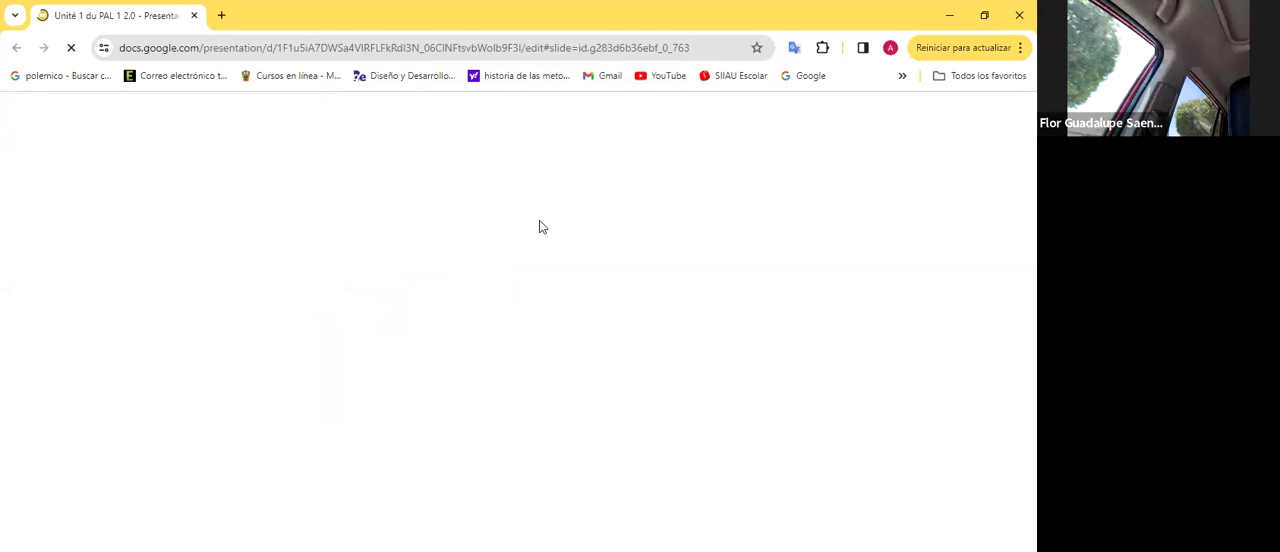 Unité 1 du PAL 1 2.0 - Presenta
docs.google.com/presentation/d/1F1u5iA7DWSa4VIRFLFkRdI3N_06ClNFtsvbWoIb9F3I/edit#slide=id.g283d6b36ebf_0_763
A
Reiniciar para actualizar
polemico - Buscar c...
Correo electrónico t...
Cursos en línea - M...
Diseño y Desarrollo...
historia de las meto...
Gmail
YouTube
SIIAU Escolar
Google
»
Todos los favoritos
Flor Guadalupe Saen...